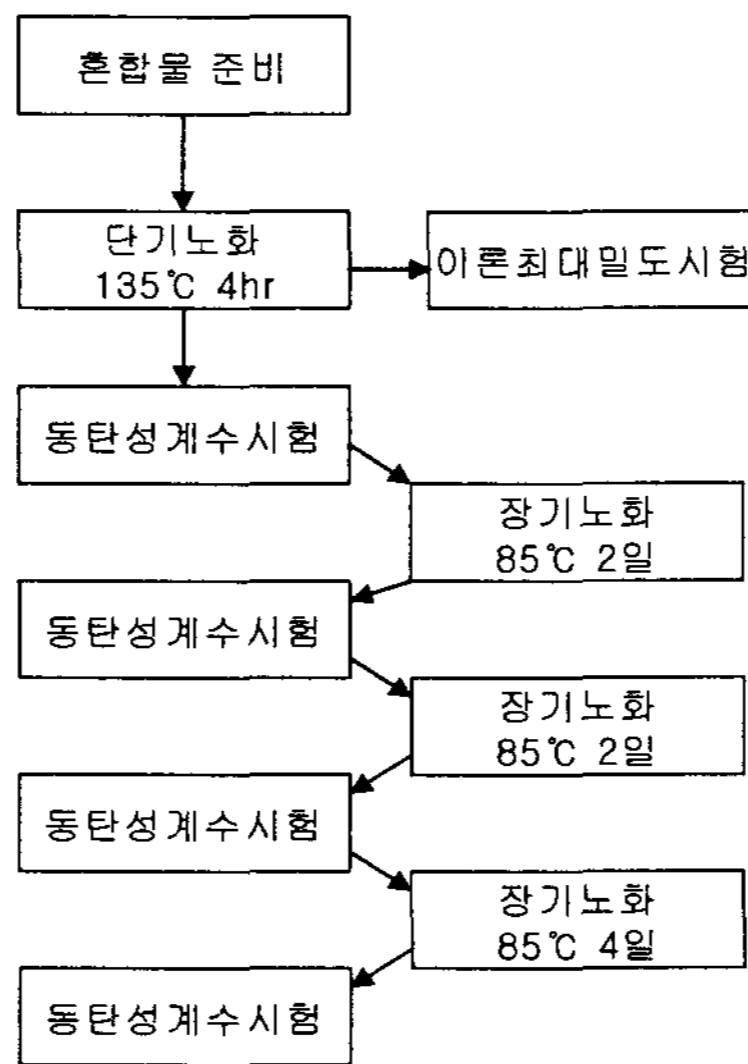 혼합물 준비
단기노화
135℃ 4hr
이론최대밀도시험
동탄성계수시험
장기노화
85℃ 2일
동탄성계수시험
장기노화
85℃ 2일
동탄성계수시험
장기노화
85℃ 4일
동탄성계수시험